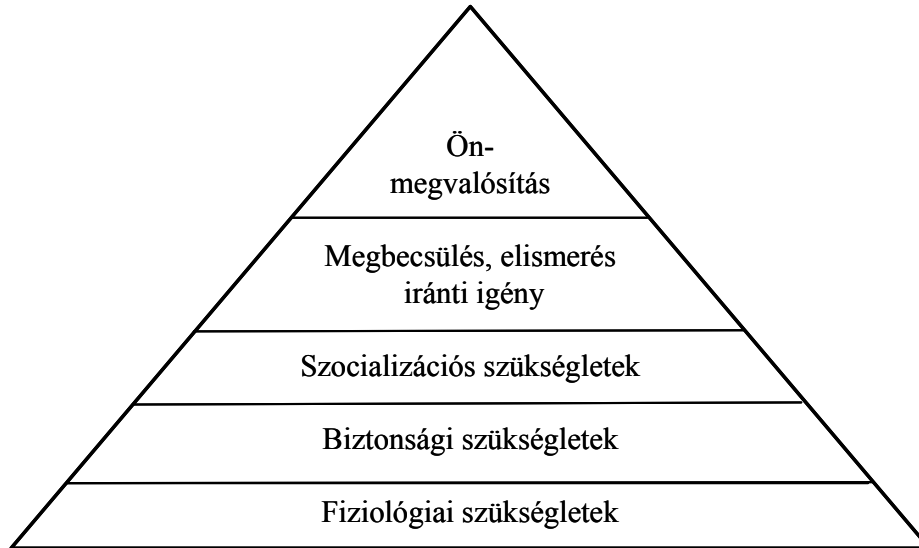 Ön-
megvalósítás
Megbecsülés, elismerés
iránti igény
Szocializációs szükségletek
Biztonsági szükségletek
Fiziológiai szükségletek